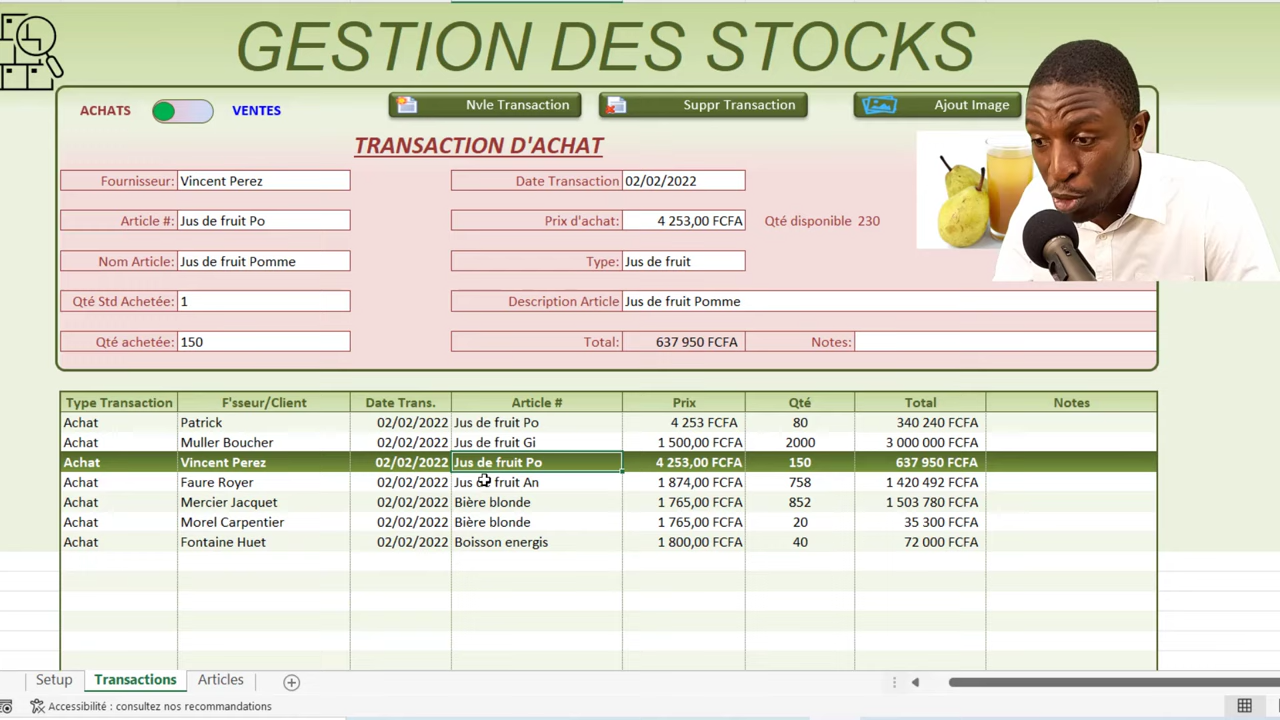 GESTION DES STOCKS
ACHATS VENTES Nvle Transaction Suppr Transaction Ajout Image
TRANSACTION D'ACHAT
Fournisseur: Vincent Perez Date Transaction 02/02/2022
Article #: Jus de fruit Po Prix d'achat: 4 253,00 FCFA Qté disponible 230
Nom Article: Jus de fruit Pomme Type: Jus de fruit
Qté Std Achetée: 1 Description Article Jus de fruit Pomme
Qté achetée: 150 Total: 637 950 FCFA Notes:
Type Transaction F'sseur/Client Date Trans. Article # Prix Qté Total Notes
Achat Patrick 02/02/2022 Jus de fruit Po 4 253 FCFA 80 340 240 FCFA
Achat Muller Boucher 02/02/2022 Jus de fruit Gi 1 500,00 FCFA 2000 3 000 000 FCFA
Achat Vincent Perez 02/02/2022 Jus de fruit Po 4 253,00 FCFA 150 637 950 FCFA
Achat Faure Royer 02/02/2022 Jus de fruit An 1 874,00 FCFA 758 1 420 492 FCFA
Achat Mercier Jacquet 02/02/2022 Bière blonde 1 765,00 FCFA 852 1 503 780 FCFA
Achat Morel Carpentier 02/02/2022 Bière blonde 1 765,00 FCFA 20 35 300 FCFA
Achat Fontaine Huet 02/02/2022 Boisson energis 1 800,00 FCFA 40 72 000 FCFA
Setup Transactions Articles
Accessibilité : consultez nos recommandations